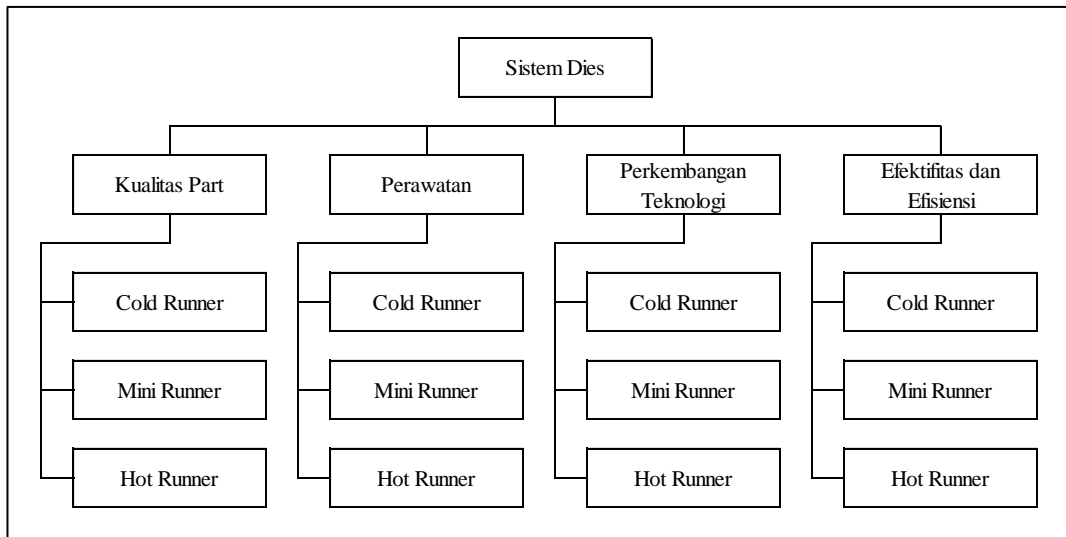 Sistem Dies
Kualitas Part
Perawatan
Perkembangan
Teknologi
Efektifitas dan
Efisiensi
Cold Runner
Cold Runner
Cold Runner
Cold Runner
Mini Runner
Mini Runner
Mini Runner
Mini Runner
Hot Runner
Hot Runner
Hot Runner
Hot Runner